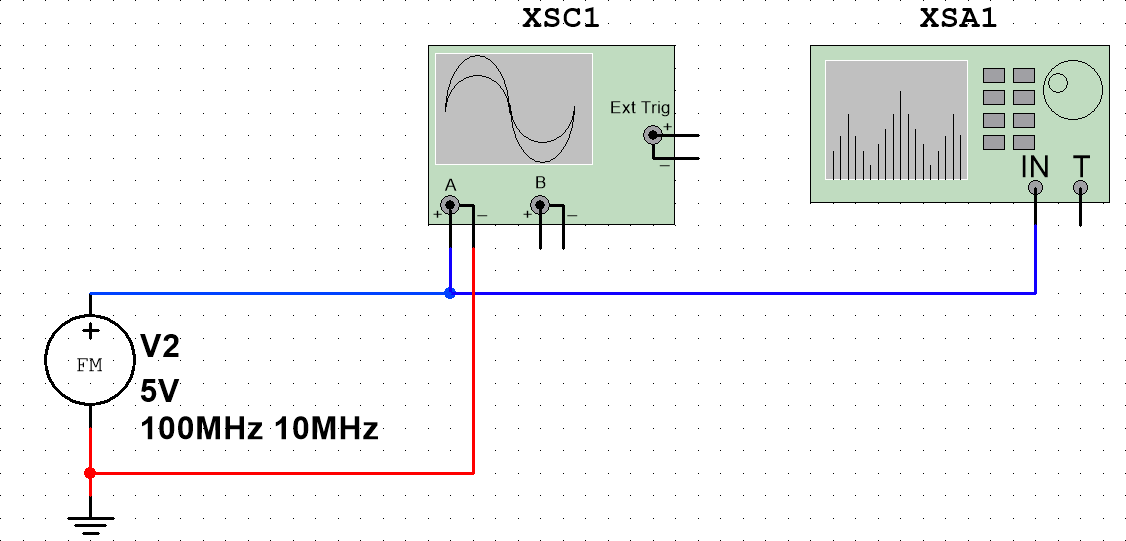 XSC1
XSA1
Ext Trig
+
–
IN T
A
B
+ –
+ –
+
FM
V2
5V
100MHz 10MHz